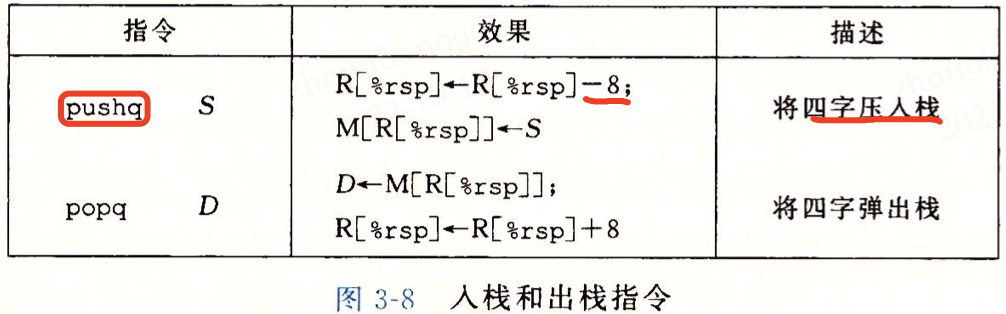 指令 效果 描述
pushq S R[%rsp]←R[%rsp]-8; 将四字压入栈
M[R[%rsp]]←S
popq D D←M[R[%rsp]]; 将四字弹出栈
R[%rsp]←R[%rsp]+8
图 3-8 入栈和出栈指令